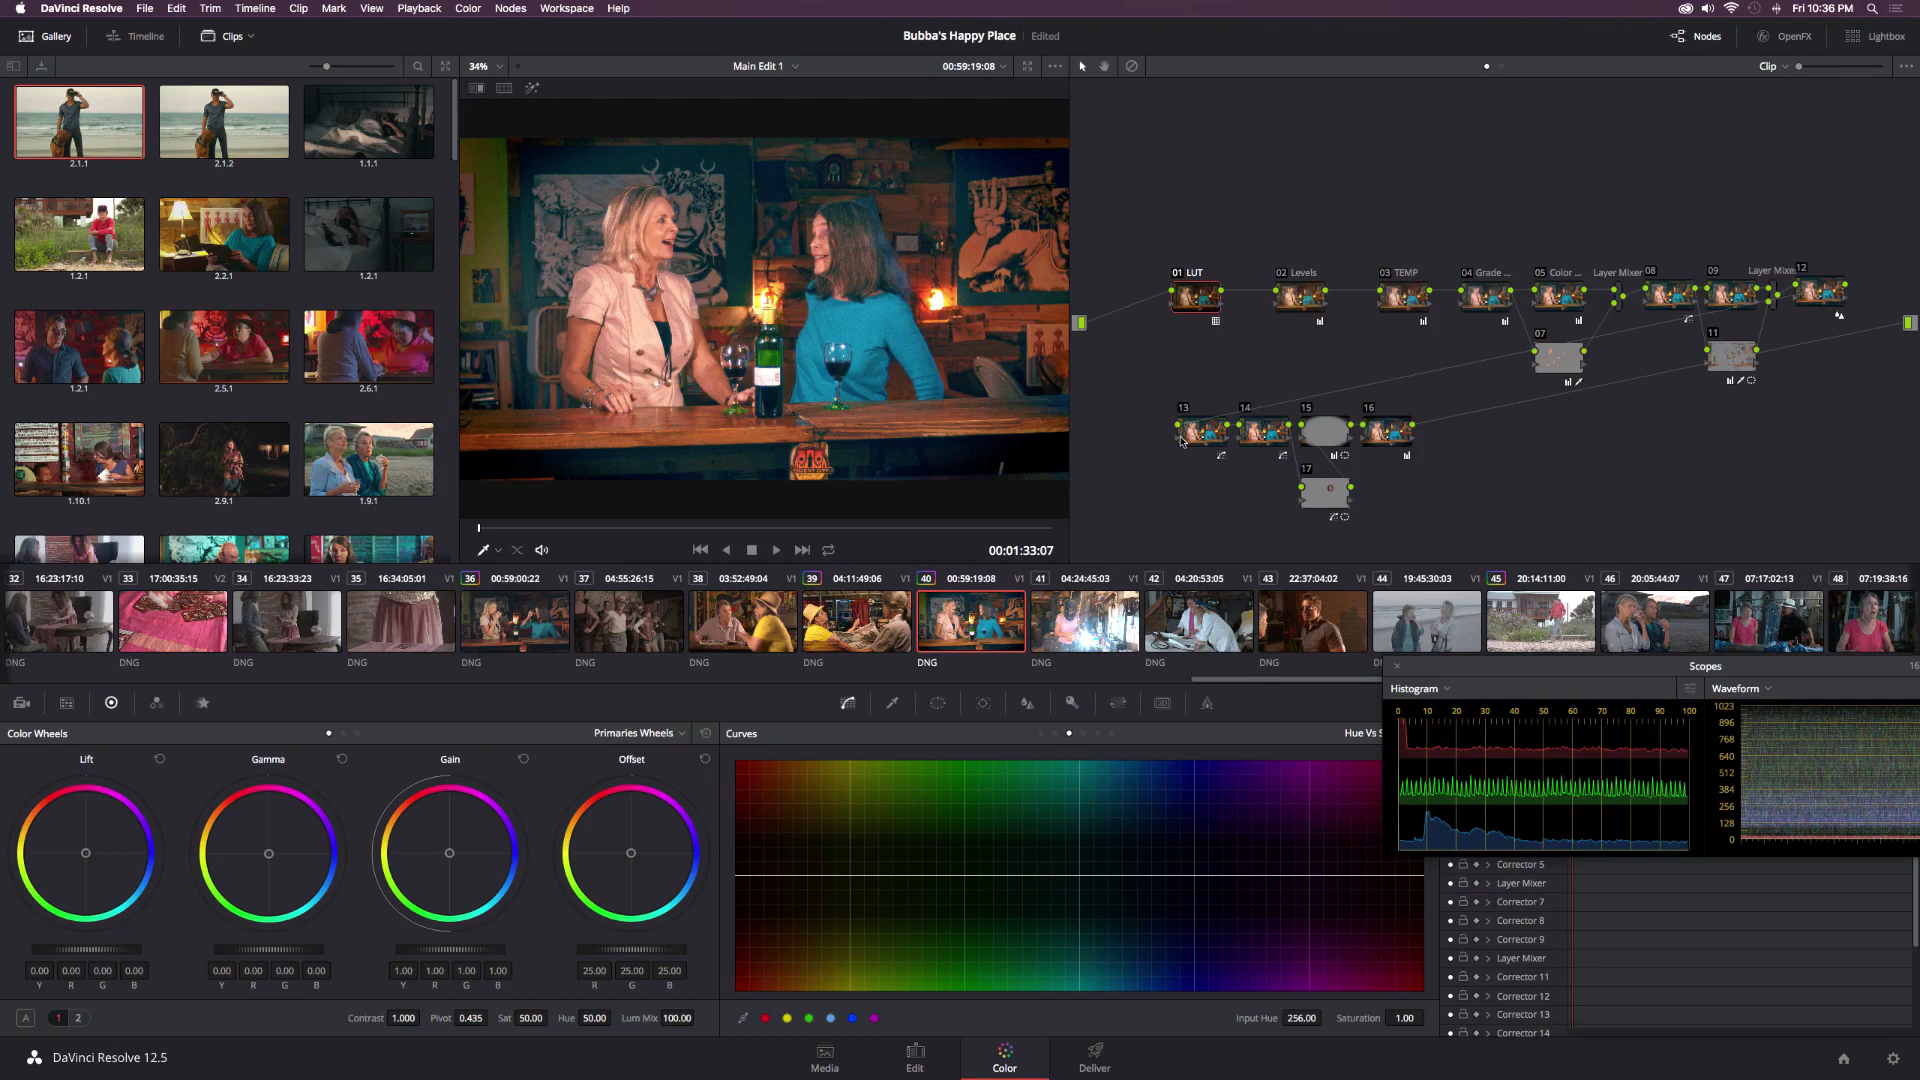 DaVinci Resolve File Edit Trim Timeline Clip Mark View Playback Color Nodes Workspace Help Fri 10:36 PM
Gallery Timeline Clips Bubba's Happy Place Edited Nodes OpenFX Lightbox
34% Main Edit 1 00:59:19:08 Clip
2.1.1 2.1.2 1.1.1
1.2.1 2.2.1 1.2.1
1.2.1 2.5.1 2.6.1
1.10.1 2.9.1 1.9.1
01 LUT 02 Levels 03 TEMP 04 Grade ... 05 Color ... Layer Mixer 08 09 Layer Mixe 12
07 11
13 14 15 16
17
00:01:33:07
32 16:23:17:10 V1 33 17:00:35:15 V2 34 16:23:33:23 V1 35 16:34:05:01 V1 36 00:59:00:22 V1 37 04:55:26:15 V1 38 03:52:49:04 V1 39 04:11:49:06 V1 40 00:59:19:08 V1 41 04:24:45:03 V1 42 04:20:53:05 V1 43 22:37:04:02 V1 44 19:45:30:03 V1 45 20:14:11:00 V1 46 20:05:44:07 V1 47 07:17:02:13 V1 48 07:19:38:16
DNG DNG DNG DNG DNG DNG DNG DNG DNG DNG DNG DNG
Scopes 16
Histogram Waveform
0 10 20 30 40 50 60 70 80 90 100
1023
896
768
640
512
384
256
128
0
Color Wheels Primaries Wheels Curves Hue Vs S
Lift Gamma Gain Offset
0.00 0.00 0.00 0.00 0.00 0.00 0.00 0.00 1.00 1.00 1.00 1.00 25.00 25.00 25.00
Y R G B Y R G B Y R G B R G B
A 1 2 Contrast 1.000 Pivot 0.435 Sat 50.00 Hue 50.00 Lum Mix 100.00 Input Hue 256.00 Saturation 1.00
Corrector 5
Layer Mixer
Corrector 7
Corrector 8
Corrector 9
Layer Mixer
Corrector 11
Corrector 12
Corrector 13
Corrector 14
DaVinci Resolve 12.5 Media Edit Color Deliver